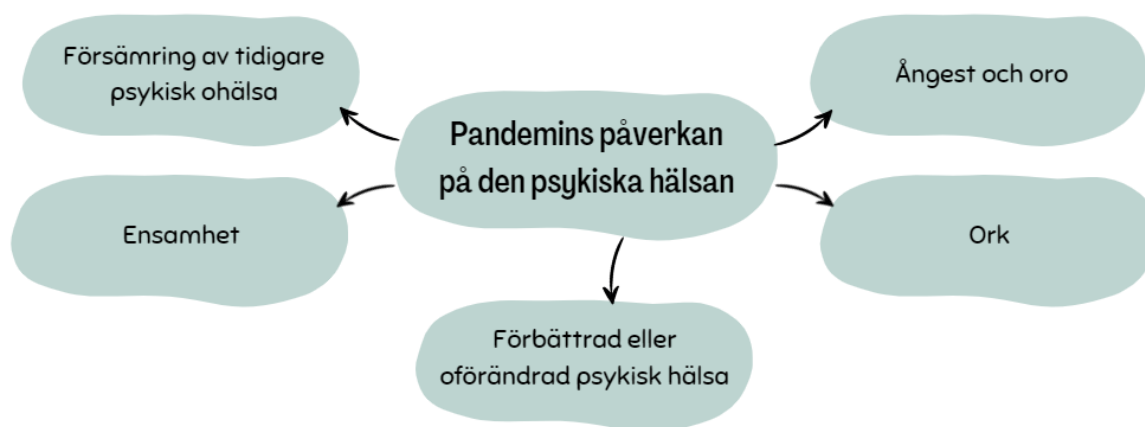 Försämring av tidigare
psykisk ohälsa
Ångest och oro
Pandemins påverkan
på den psykiska hälsan
Ensamhet
Ork
Förbättrad eller
oförändrad psykisk hälsa